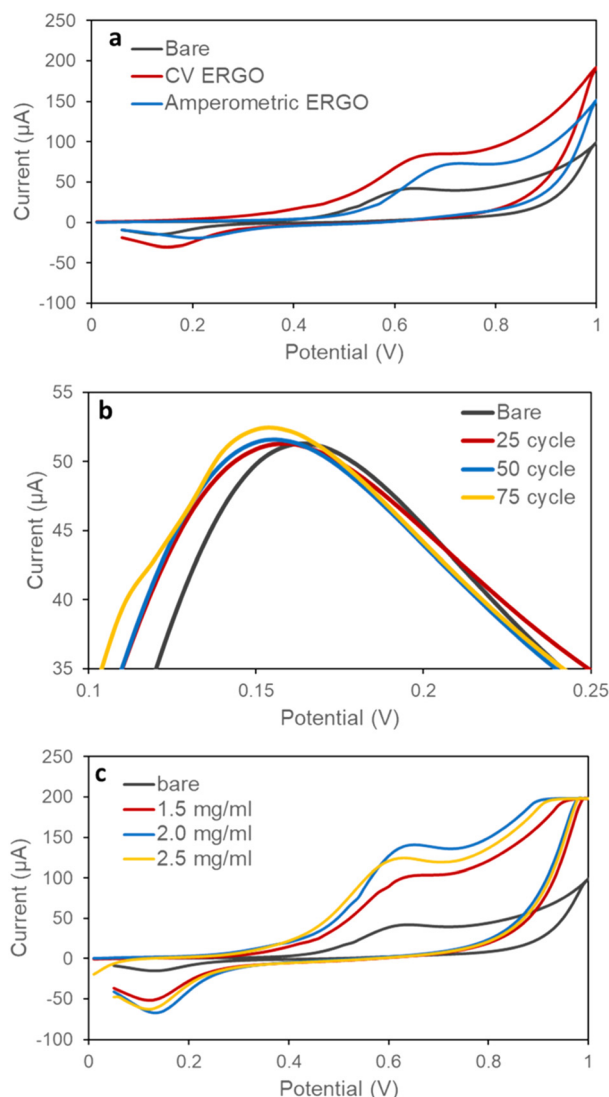 a
Bare
CV ERGO
Amperometric ERGO
250
200
150
100
50
0
-50
-100
Current (µA)
0
0.2
0.4
0.6
0.8
1
Potential (V)
b
Bare
25 cycle
50 cycle
75 cycle
55
50
45
40
35
Current (µA)
0.1
0.15
0.2
0.25
Potential (V)
c
bare
1.5 mg/ml
2.0 mg/ml
2.5 mg/ml
250
200
150
100
50
0
-50
-100
Current (µA)
0
0.2
0.4
0.6
0.8
1
Potential (V)